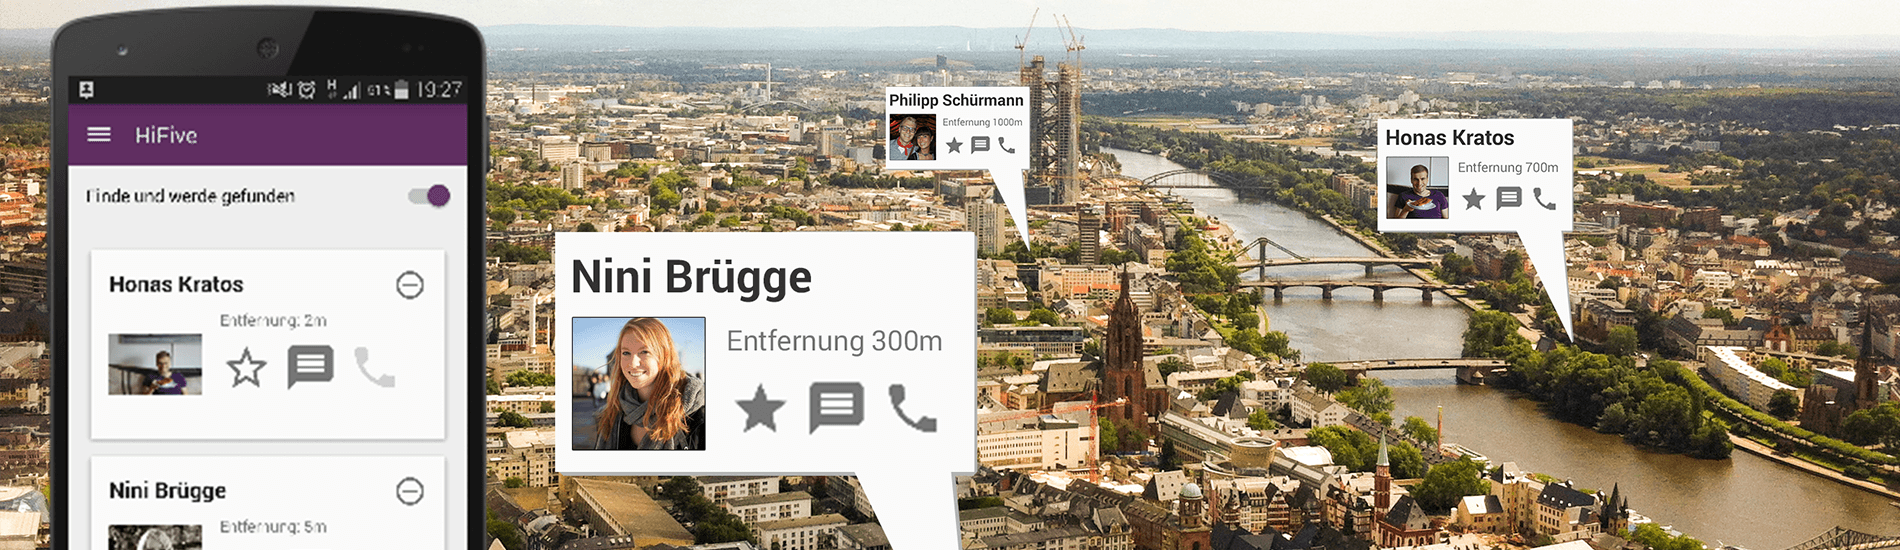 H 61% 19:27
HiFive
Finde und werde gefunden
Honas Kratos
Entfernung: 2m
Nini Brügge
Entfernung: 5m
Philipp Schürmann
Entfernung 1000m
Honas Kratos
Entfernung 700m
Nini Brügge
Entfernung 300m